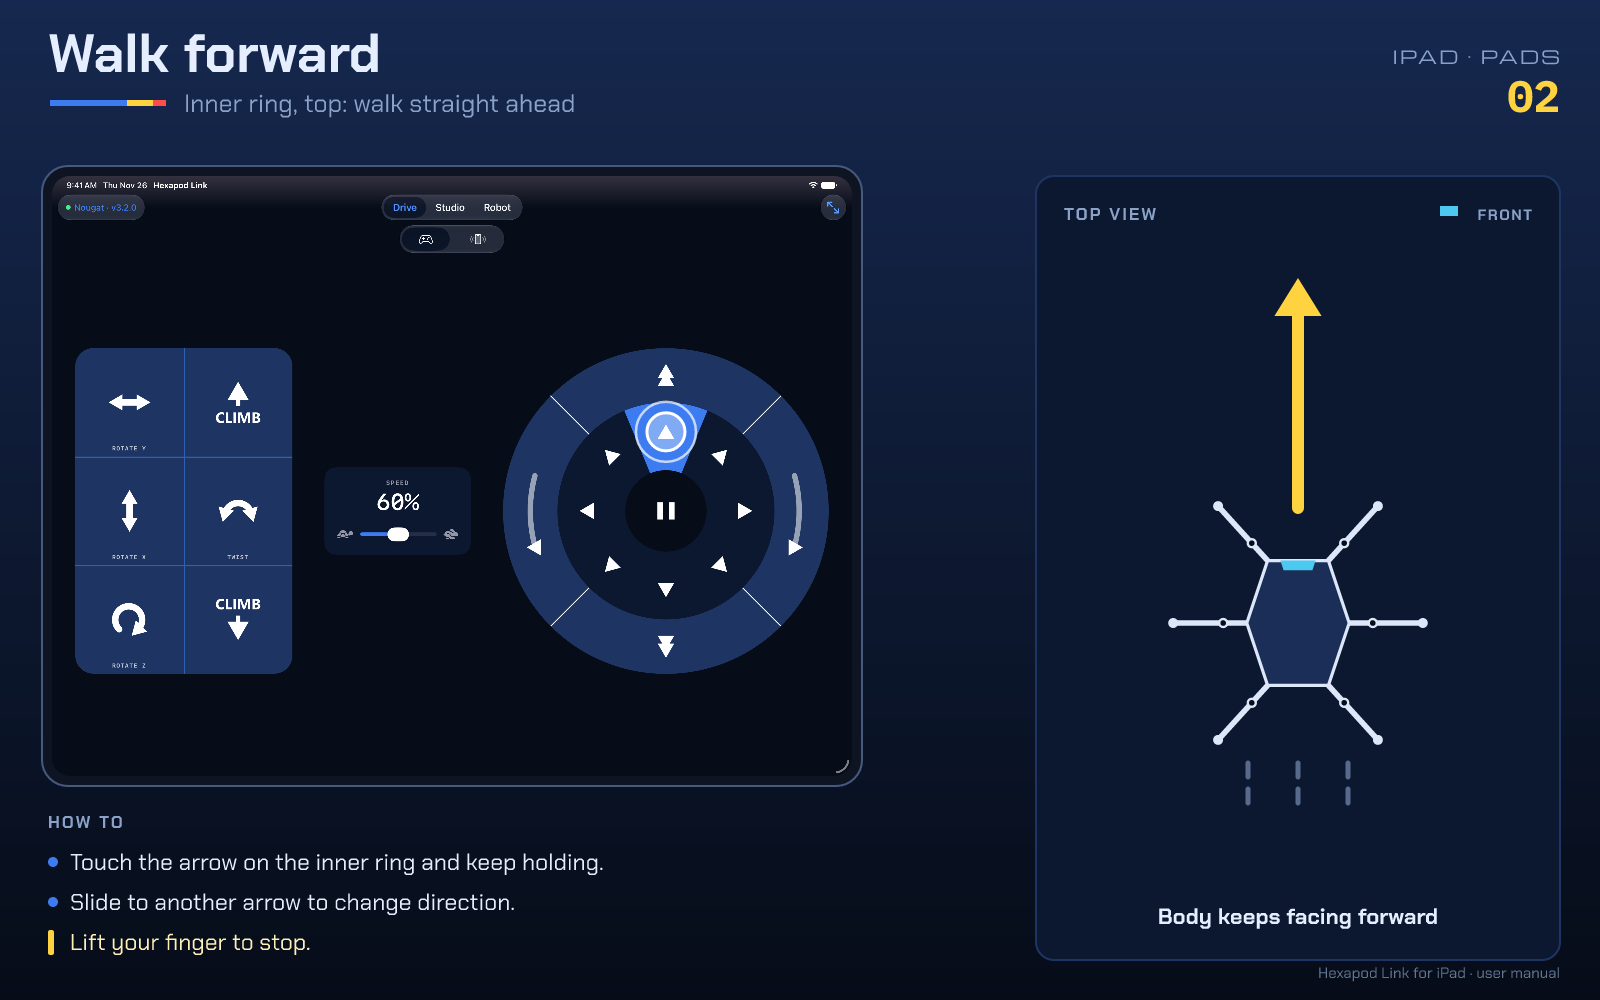 Walk forward
Inner ring, top: walk straight ahead
IPAD · PADS
02
9:41 AM Thu Nov 26 Hexapod Link
Nougat · v3.2.0
Drive Studio Robot
ROTATE Y
CLIMB
ROTATE X
TWIST
ROTATE Z
CLIMB
SPEED
60%
TOP VIEW
FRONT
Body keeps facing forward
HOW TO
Touch the arrow on the inner ring and keep holding.
Slide to another arrow to change direction.
Lift your finger to stop.
Hexapod Link for iPad · user manual